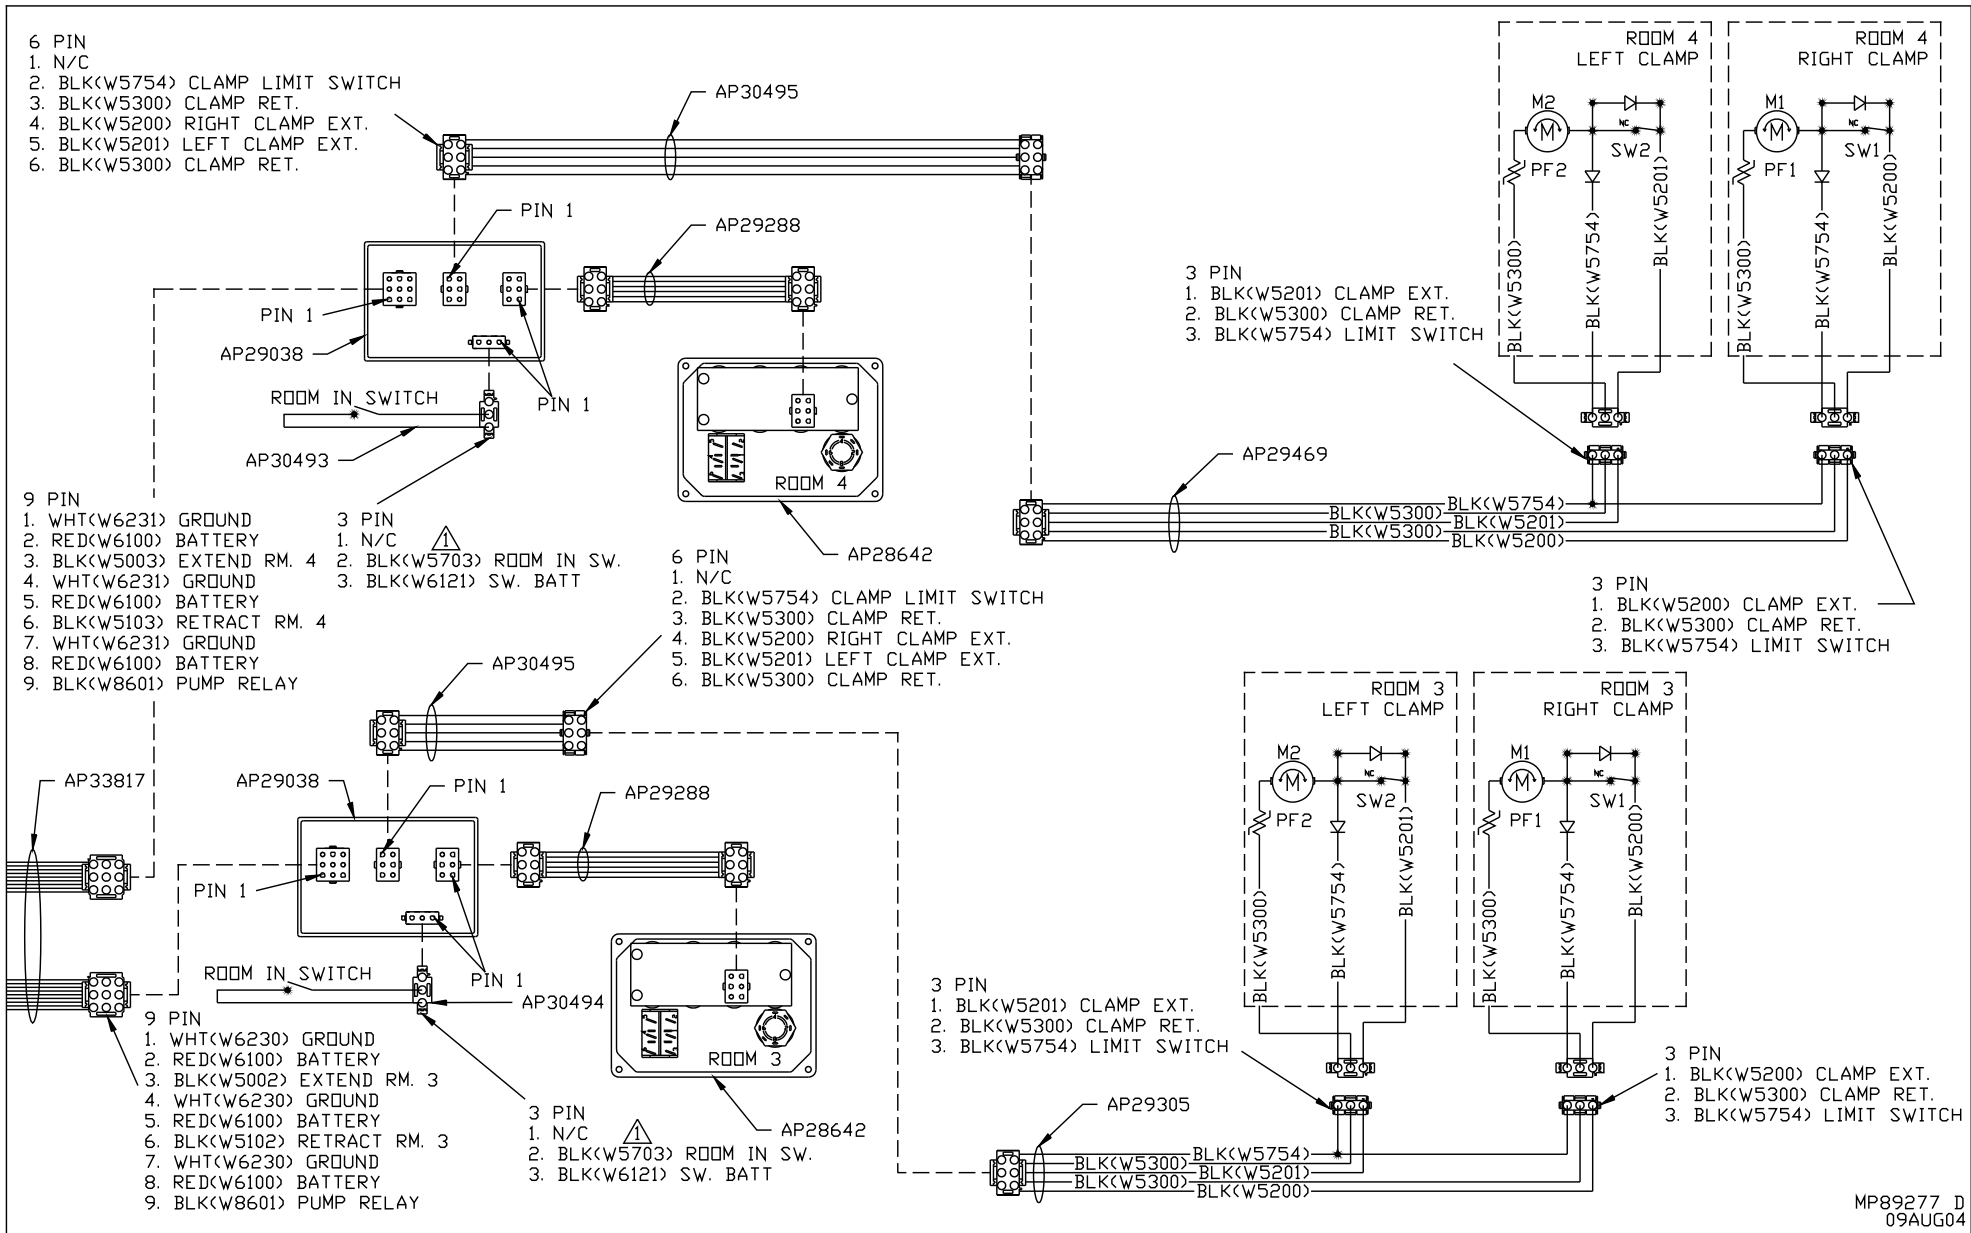 6 PIN
1. N/C
2. BLK(W5754) CLAMP LIMIT SWITCH
3. BLK(W5300) CLAMP RET.
4. BLK(W5200) RIGHT CLAMP EXT.
5. BLK(W5201) LEFT CLAMP EXT.
6. BLK(W5300) CLAMP RET.
AP30495
PIN 1
AP29288
PIN 1
AP29038
ROOM IN SWITCH
PIN 1
AP30493
ROOM 4
AP28642
ROOM 4
LEFT CLAMP
M2
M
NC
SW2
PF2
BLK(W5300)
BLK(W5754)
BLK(W5201)
ROOM 4
RIGHT CLAMP
M1
M
NC
SW1
PF1
BLK(W5300)
BLK(W5754)
BLK(W5200)
3 PIN
1. BLK(W5201) CLAMP EXT.
2. BLK(W5300) CLAMP RET.
3. BLK(W5754) LIMIT SWITCH
AP29469
BLK(W5754)
BLK(W5300)
BLK(W5201)
BLK(W5300)
BLK(W5200)
3 PIN
1. BLK(W5200) CLAMP EXT.
2. BLK(W5300) CLAMP RET.
3. BLK(W5754) LIMIT SWITCH
9 PIN
1. WHT(W6231) GROUND
2. RED(W6100) BATTERY
3. BLK(W5003) EXTEND RM. 4
4. WHT(W6231) GROUND
5. RED(W6100) BATTERY
6. BLK(W5103) RETRACT RM. 4
7. WHT(W6231) GROUND
8. RED(W6100) BATTERY
9. BLK(W8601) PUMP RELAY
3 PIN
1. N/C
1
2. BLK(W5703) ROOM IN SW.
3. BLK(W6121) SW. BATT
6 PIN
1. N/C
2. BLK(W5754) CLAMP LIMIT SWITCH
3. BLK(W5300) CLAMP RET.
4. BLK(W5200) RIGHT CLAMP EXT.
5. BLK(W5201) LEFT CLAMP EXT.
6. BLK(W5300) CLAMP RET.
AP30495
AP33817
AP29038
PIN 1
AP29288
PIN 1
PIN 1
ROOM IN SWITCH
AP30494
ROOM 3
AP28642
9 PIN
1. WHT(W6230) GROUND
2. RED(W6100) BATTERY
3. BLK(W5002) EXTEND RM. 3
4. WHT(W6230) GROUND
5. RED(W6100) BATTERY
6. BLK(W5102) RETRACT RM. 3
7. WHT(W6230) GROUND
8. RED(W6100) BATTERY
9. BLK(W8601) PUMP RELAY
3 PIN
1. N/C
1
2. BLK(W5703) ROOM IN SW.
3. BLK(W6121) SW. BATT
ROOM 3
LEFT CLAMP
M2
M
NC
SW2
PF2
BLK(W5300)
BLK(W5754)
BLK(W5201)
ROOM 3
RIGHT CLAMP
M1
M
NC
SW1
PF1
BLK(W5300)
BLK(W5754)
BLK(W5200)
3 PIN
1. BLK(W5201) CLAMP EXT.
2. BLK(W5300) CLAMP RET.
3. BLK(W5754) LIMIT SWITCH
AP29305
BLK(W5754)
BLK(W5300)
BLK(W5201)
BLK(W5300)
BLK(W5200)
3 PIN
1. BLK(W5200) CLAMP EXT.
2. BLK(W5300) CLAMP RET.
3. BLK(W5754) LIMIT SWITCH
MP89277 D
09AUG04